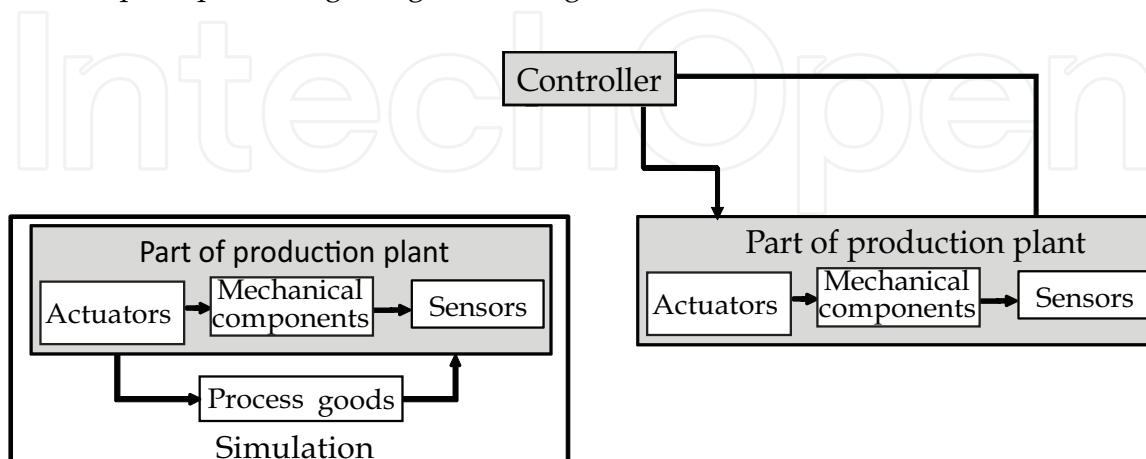 IntechOpen
Controller
Part of production plant
Actuators
Mechanical
components
Sensors
Process goods
Simulation
Part of production plant
Actuators
Mechanical
components
Sensors